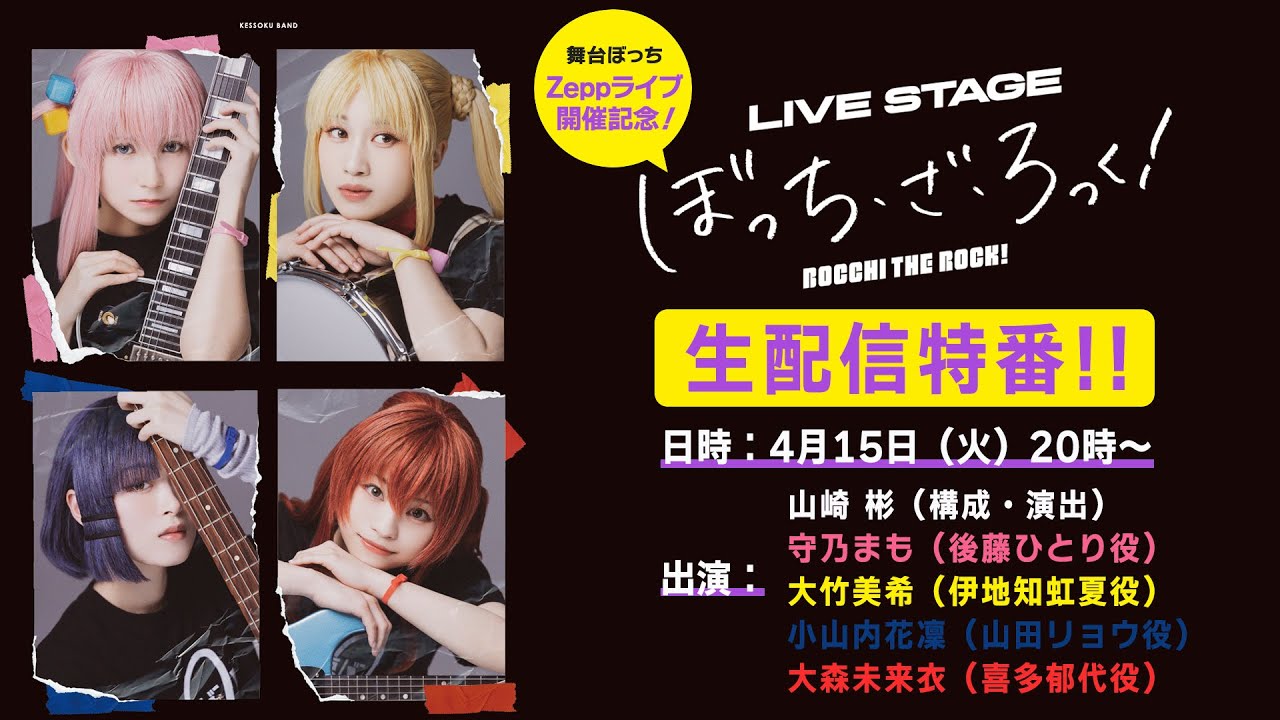 KESSOKU BAND
舞台ぼっち
Zeppライブ
開催記念!
LIVE STAGE
ぼっち・ざ・ろっく!
BOCCHI THE ROCK!
生配信特番!!
日時：4月15日（火）20時～
出演：
山崎 彬（構成・演出）
守乃まも（後藤ひとり役）
大竹美希（伊地知虹夏役）
小山内花凜（山田リョウ役）
大森未来衣（喜多郁代役）